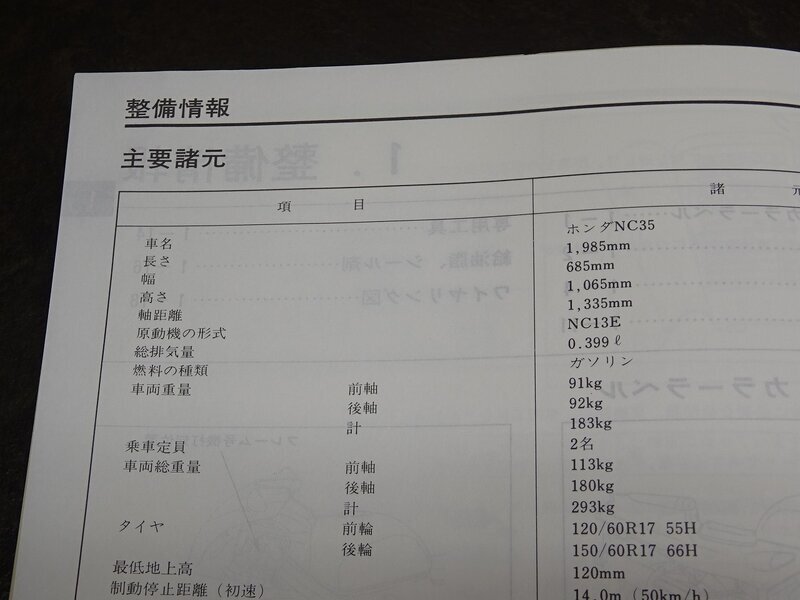 整備情報
主要諸元
項 目 諸 元
車名 ホンダNC35
長さ 1,985mm
幅 685mm
高さ 1,065mm
軸距離 1,335mm
原動機の形式 NC13E
総排気量 0.399ℓ
燃料の種類 ガソリン
車両重量 前軸 91kg
後軸 92kg
計 183kg
乗車定員 2名
車両総重量 前軸 113kg
後軸 180kg
計 293kg
タイヤ 前輪 120/60R17 55H
後輪 150/60R17 66H
最低地上高 120mm
制動停止距離(初速) 14.0m (50km/h)